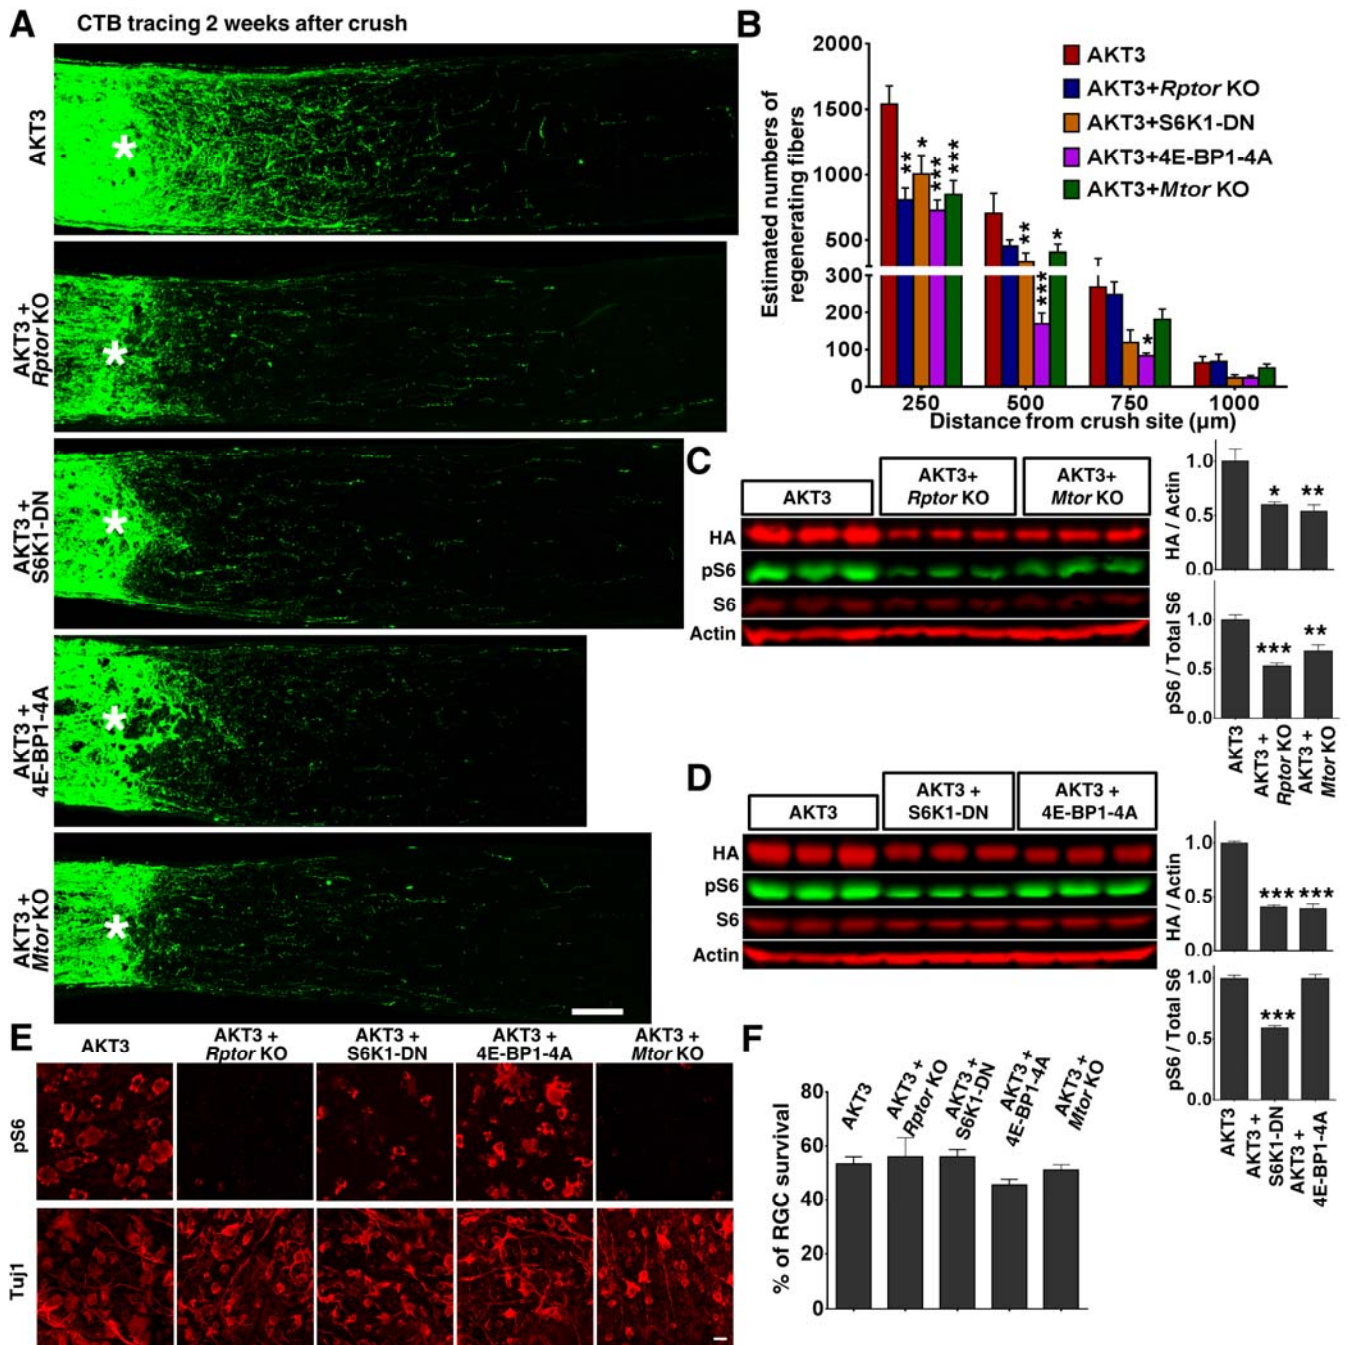 A
CTB tracing 2 weeks after crush
AKT3
*
AKT3 +
Rptor KO
*
AKT3 +
S6K1-DN
*
AKT3 +
4E-BP1-4A
*
AKT3 +
Mtor KO
*
B
Estimated numbers of
regenerating fibers
2000
1500
1000
500
300
200
100
0
AKT3
AKT3+Rptor KO
AKT3+S6K1-DN
AKT3+4E-BP1-4A
AKT3+Mtor KO
** * *** ***
** *** *
*
250 500 750 1000
Distance from crush site (µm)
C
AKT3
AKT3+
Rptor KO
AKT3+
Mtor KO
HA
pS6
S6
Actin
HA / Actin
1.0
0.5
0.0
* **
pS6 / Total S6
1.0
0.5
0.0
*** **
AKT3
AKT3 +
Rptor KO
AKT3 +
Mtor KO
D
AKT3
AKT3 +
S6K1-DN
AKT3 +
4E-BP1-4A
HA
pS6
S6
Actin
HA / Actin
1.0
0.5
0.0
*** ***
pS6 / Total S6
1.0
0.5
0.0
***
AKT3
AKT3 +
S6K1-DN
AKT3 +
4E-BP1-4A
E
AKT3
AKT3 +
Rptor KO
AKT3 +
S6K1-DN
AKT3 +
4E-BP1-4A
AKT3 +
Mtor KO
pS6
Tuj1
F
% of RGC survival
80
60
40
20
0
AKT3
AKT3 +
Rptor KO
AKT3 +
S6K1-DN
AKT3 +
4E-BP1-4A
AKT3 +
Mtor KO